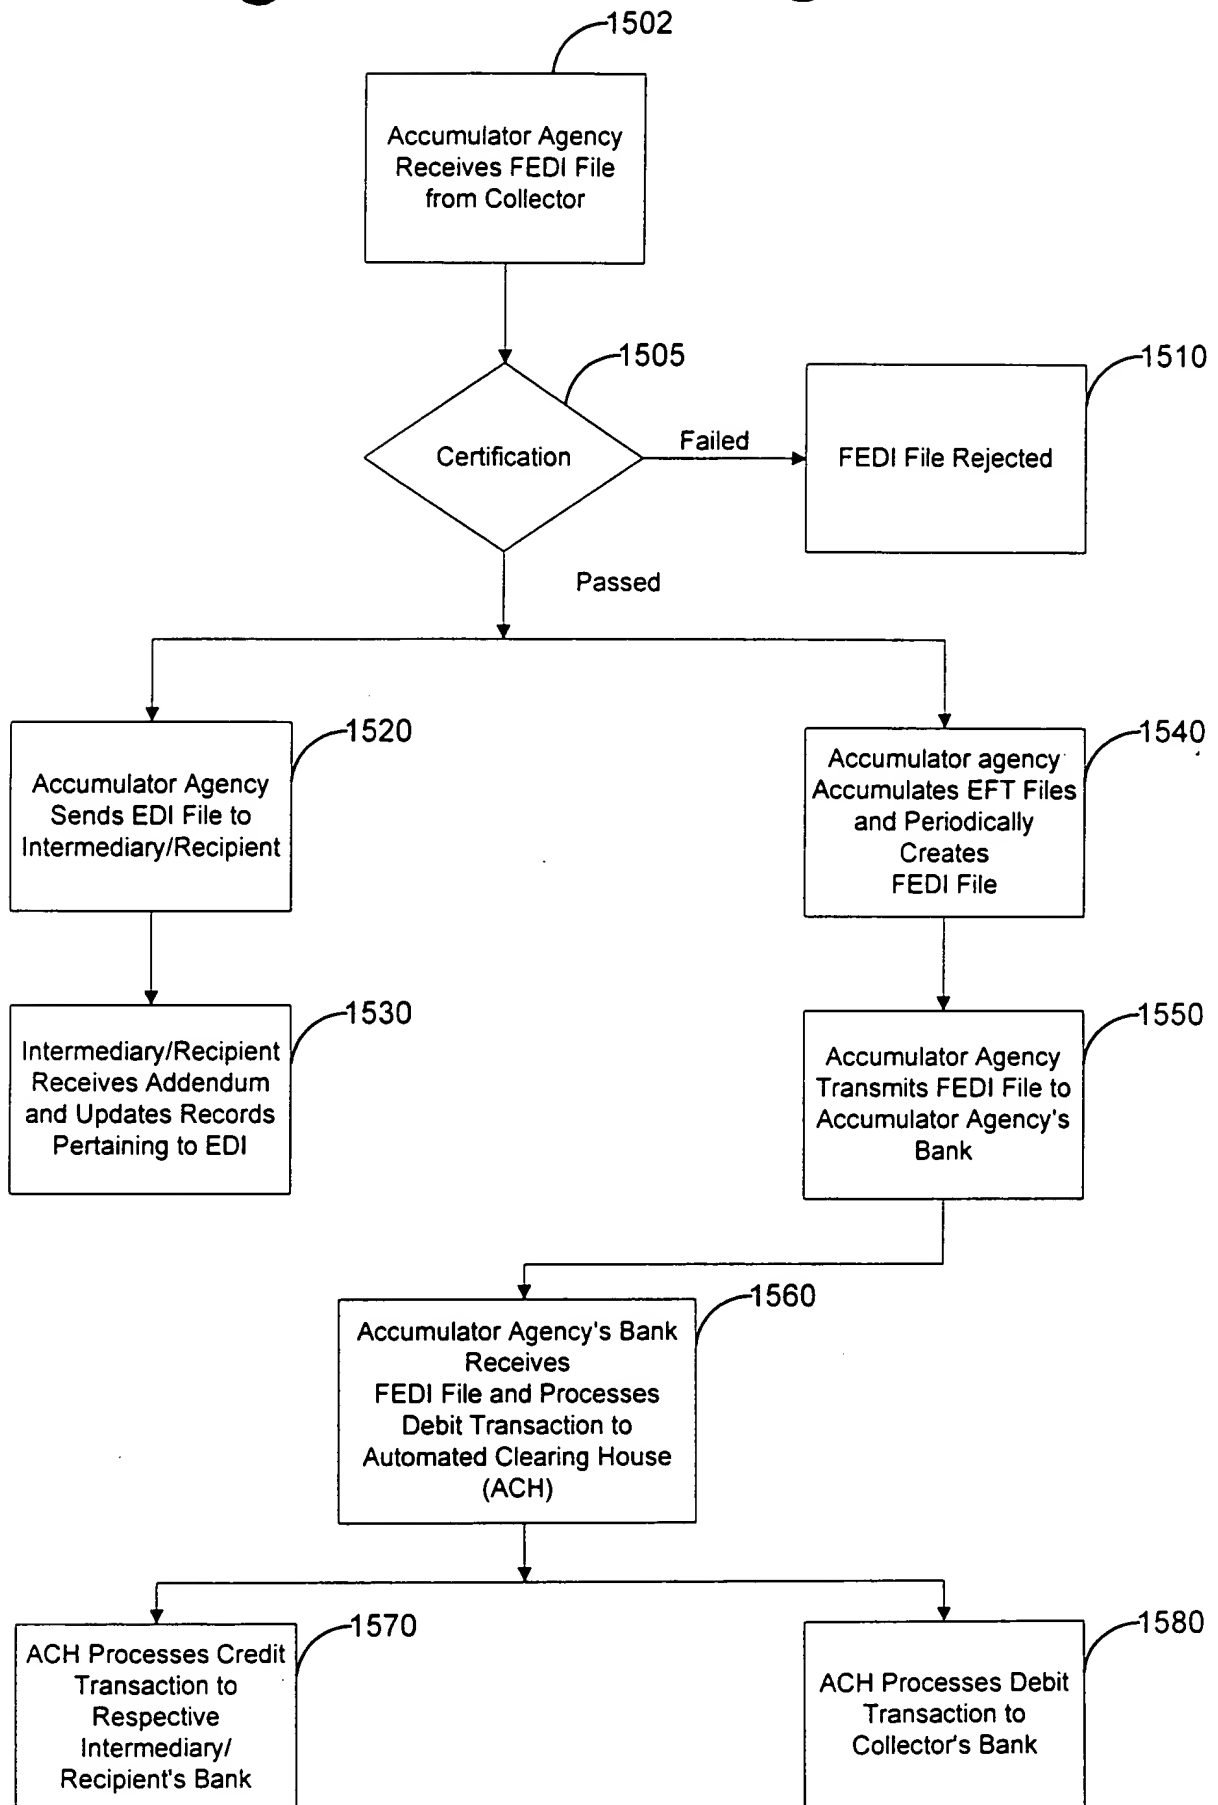 1502
Accumulator Agency
Receives FEDI File
from Collector
1505
Certification
Failed
1510
FEDI File Rejected
Passed
1520
Accumulator Agency
Sends EDI File to
Intermediary/Recipient
1540
Accumulator agency
Accumulates EFT Files
and Periodically
Creates
FEDI File
1530
Intermediary/Recipient
Receives Addendum
and Updates Records
Pertaining to EDI
1550
Accumulator Agency
Transmits FEDI File to
Accumulator Agency's
Bank
1560
Accumulator Agency's Bank
Receives
FEDI File and Processes
Debit Transaction to
Automated Clearing House
(ACH)
1570
ACH Processes Credit
Transaction to
Respective
Intermediary/
Recipient's Bank
1580
ACH Processes Debit
Transaction to
Collector's Bank